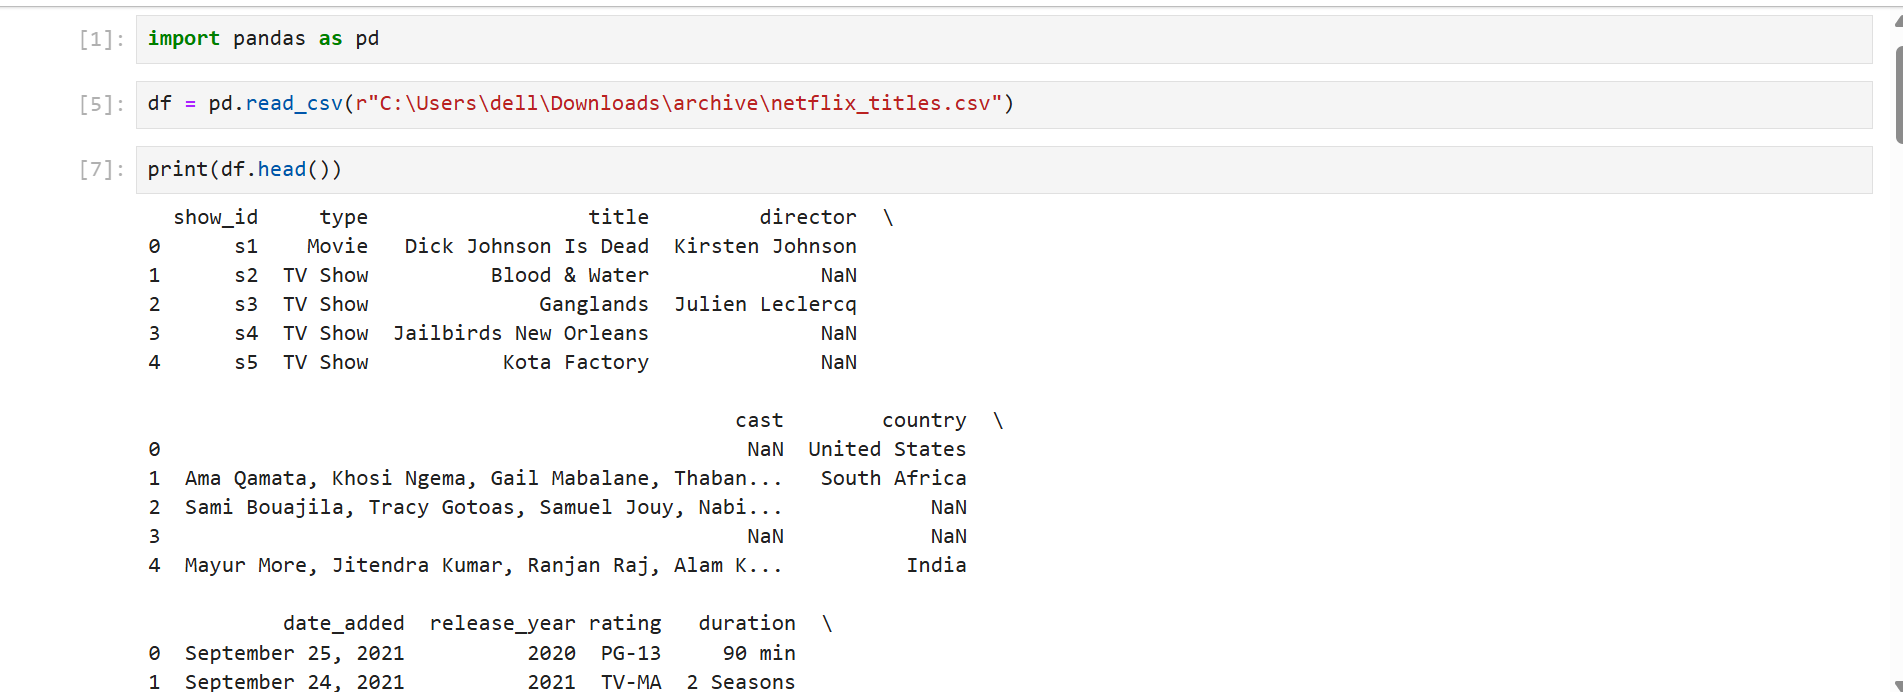 [1]: import pandas as pd
[5]: df = pd.read_csv(r"C:\Users\dell\Downloads\archive\netflix_titles.csv")
[7]: print(df.head())
show_id type title director \
0 s1 Movie Dick Johnson Is Dead Kirsten Johnson
1 s2 TV Show Blood & Water NaN
2 s3 TV Show Ganglands Julien Leclercq
3 s4 TV Show Jailbirds New Orleans NaN
4 s5 TV Show Kota Factory NaN
cast country \
0 NaN United States
1 Ama Qamata, Khosi Ngema, Gail Mabalane, Thaban... South Africa
2 Sami Bouajila, Tracy Gotoas, Samuel Jouy, Nabi... NaN
3 NaN NaN
4 Mayur More, Jitendra Kumar, Ranjan Raj, Alam K... India
date_added release_year rating duration \
0 September 25, 2021 2020 PG-13 90 min
1 September 24, 2021 2021 TV-MA 2 Seasons